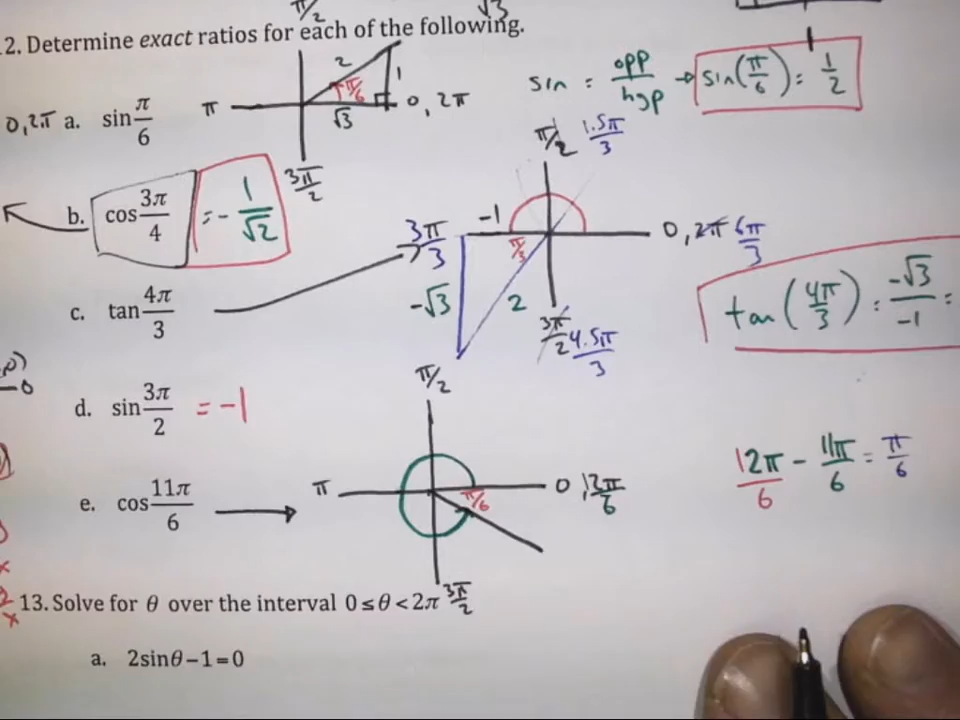 π/2 √3
2. Determine exact ratios for each of the following.
2 1 π/6 √3
π 0, 2π
3π/2
sin = opp/hyp → sin(π/6) = 1/2
0, 2π a. sin π/6
b. cos 3π/4 = - 1/√2
π/2 1.5π/3
-1 0, 2π 6π/3
3π/3 π/3
-√3 2
3π/2 4.5π/3
c. tan 4π/3
tan(4π/3) = -√3/-1 =
d. sin 3π/2 = -1
π/2
e. cos 11π/6
π π/6 0, 12π/6
3π/2
12π/6 - 11π/6 = π/6
13. Solve for θ over the interval 0≤θ<2π
a. 2sinθ-1=0